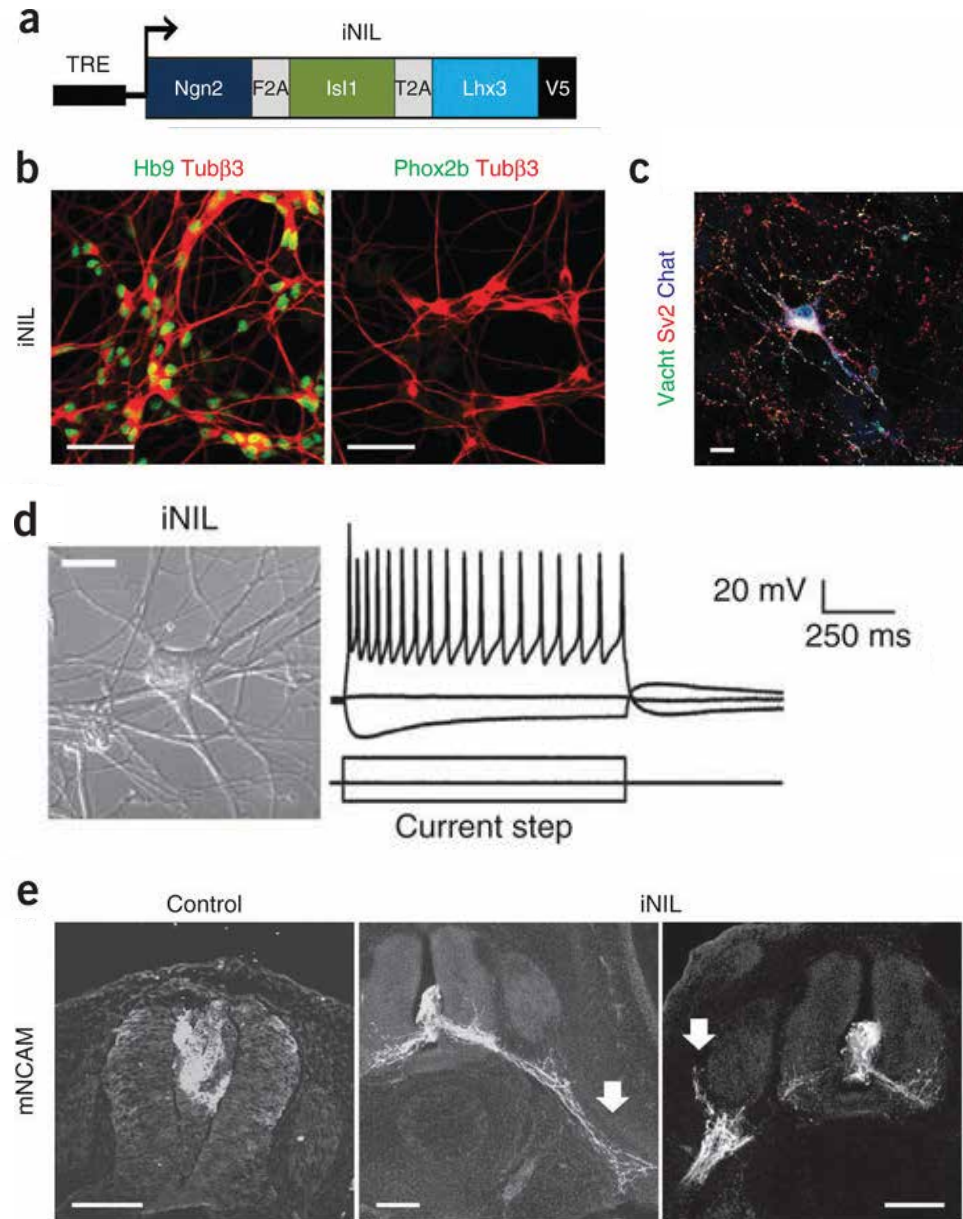 a
iNIL
TRE
Ngn2 F2A Isl1 T2A Lhx3 V5
b
Hb9 Tubβ3
Phox2b Tubβ3
iNIL
c
Vacht Sv2 Chat
d
iNIL
20 mV
250 ms
Current step
e
Control
iNIL
mNCAM